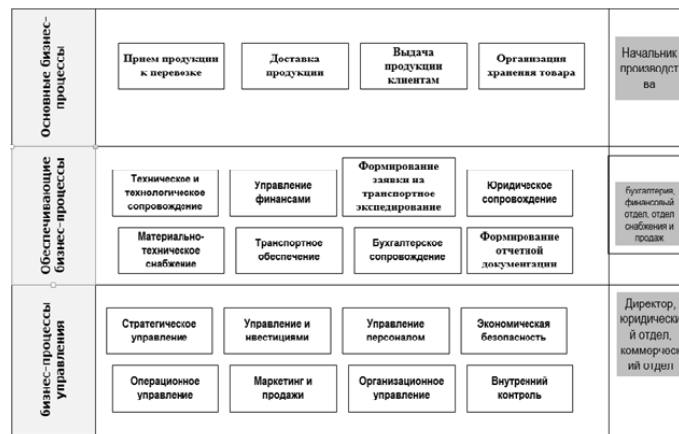 Основные бизнес-
процессы
Прием продукции
к перевозке
Доставка
продукции
Выдача
продукции
клиентам
Организация
хранения товара
Начальник
производст
ва
Обеспечивающие
бизнес-процессы
Техническое и
технологическое
сопровождение
Управление
финансами
Формирование
заявки на
транспортное
экспедирование
Юридическое
сопровождение
Материально-
техническое
снабжение
Транспортное
обеспечение
Бухгалтерское
сопровождение
Формирование
отчетной
документации
бухгалтерия,
финансовый
отдел, отдел
снабжения и
продаж
бизнес-процессы
управления
Стратегическое
управление
Управление и
нвестициями
Управление
персоналом
Экономическая
безопасность
Операционное
управление
Маркетинг и
продажи
Организационное
управление
Внутренний
контроль
Директор,
юридически
й отдел,
коммерческ
ий отдел